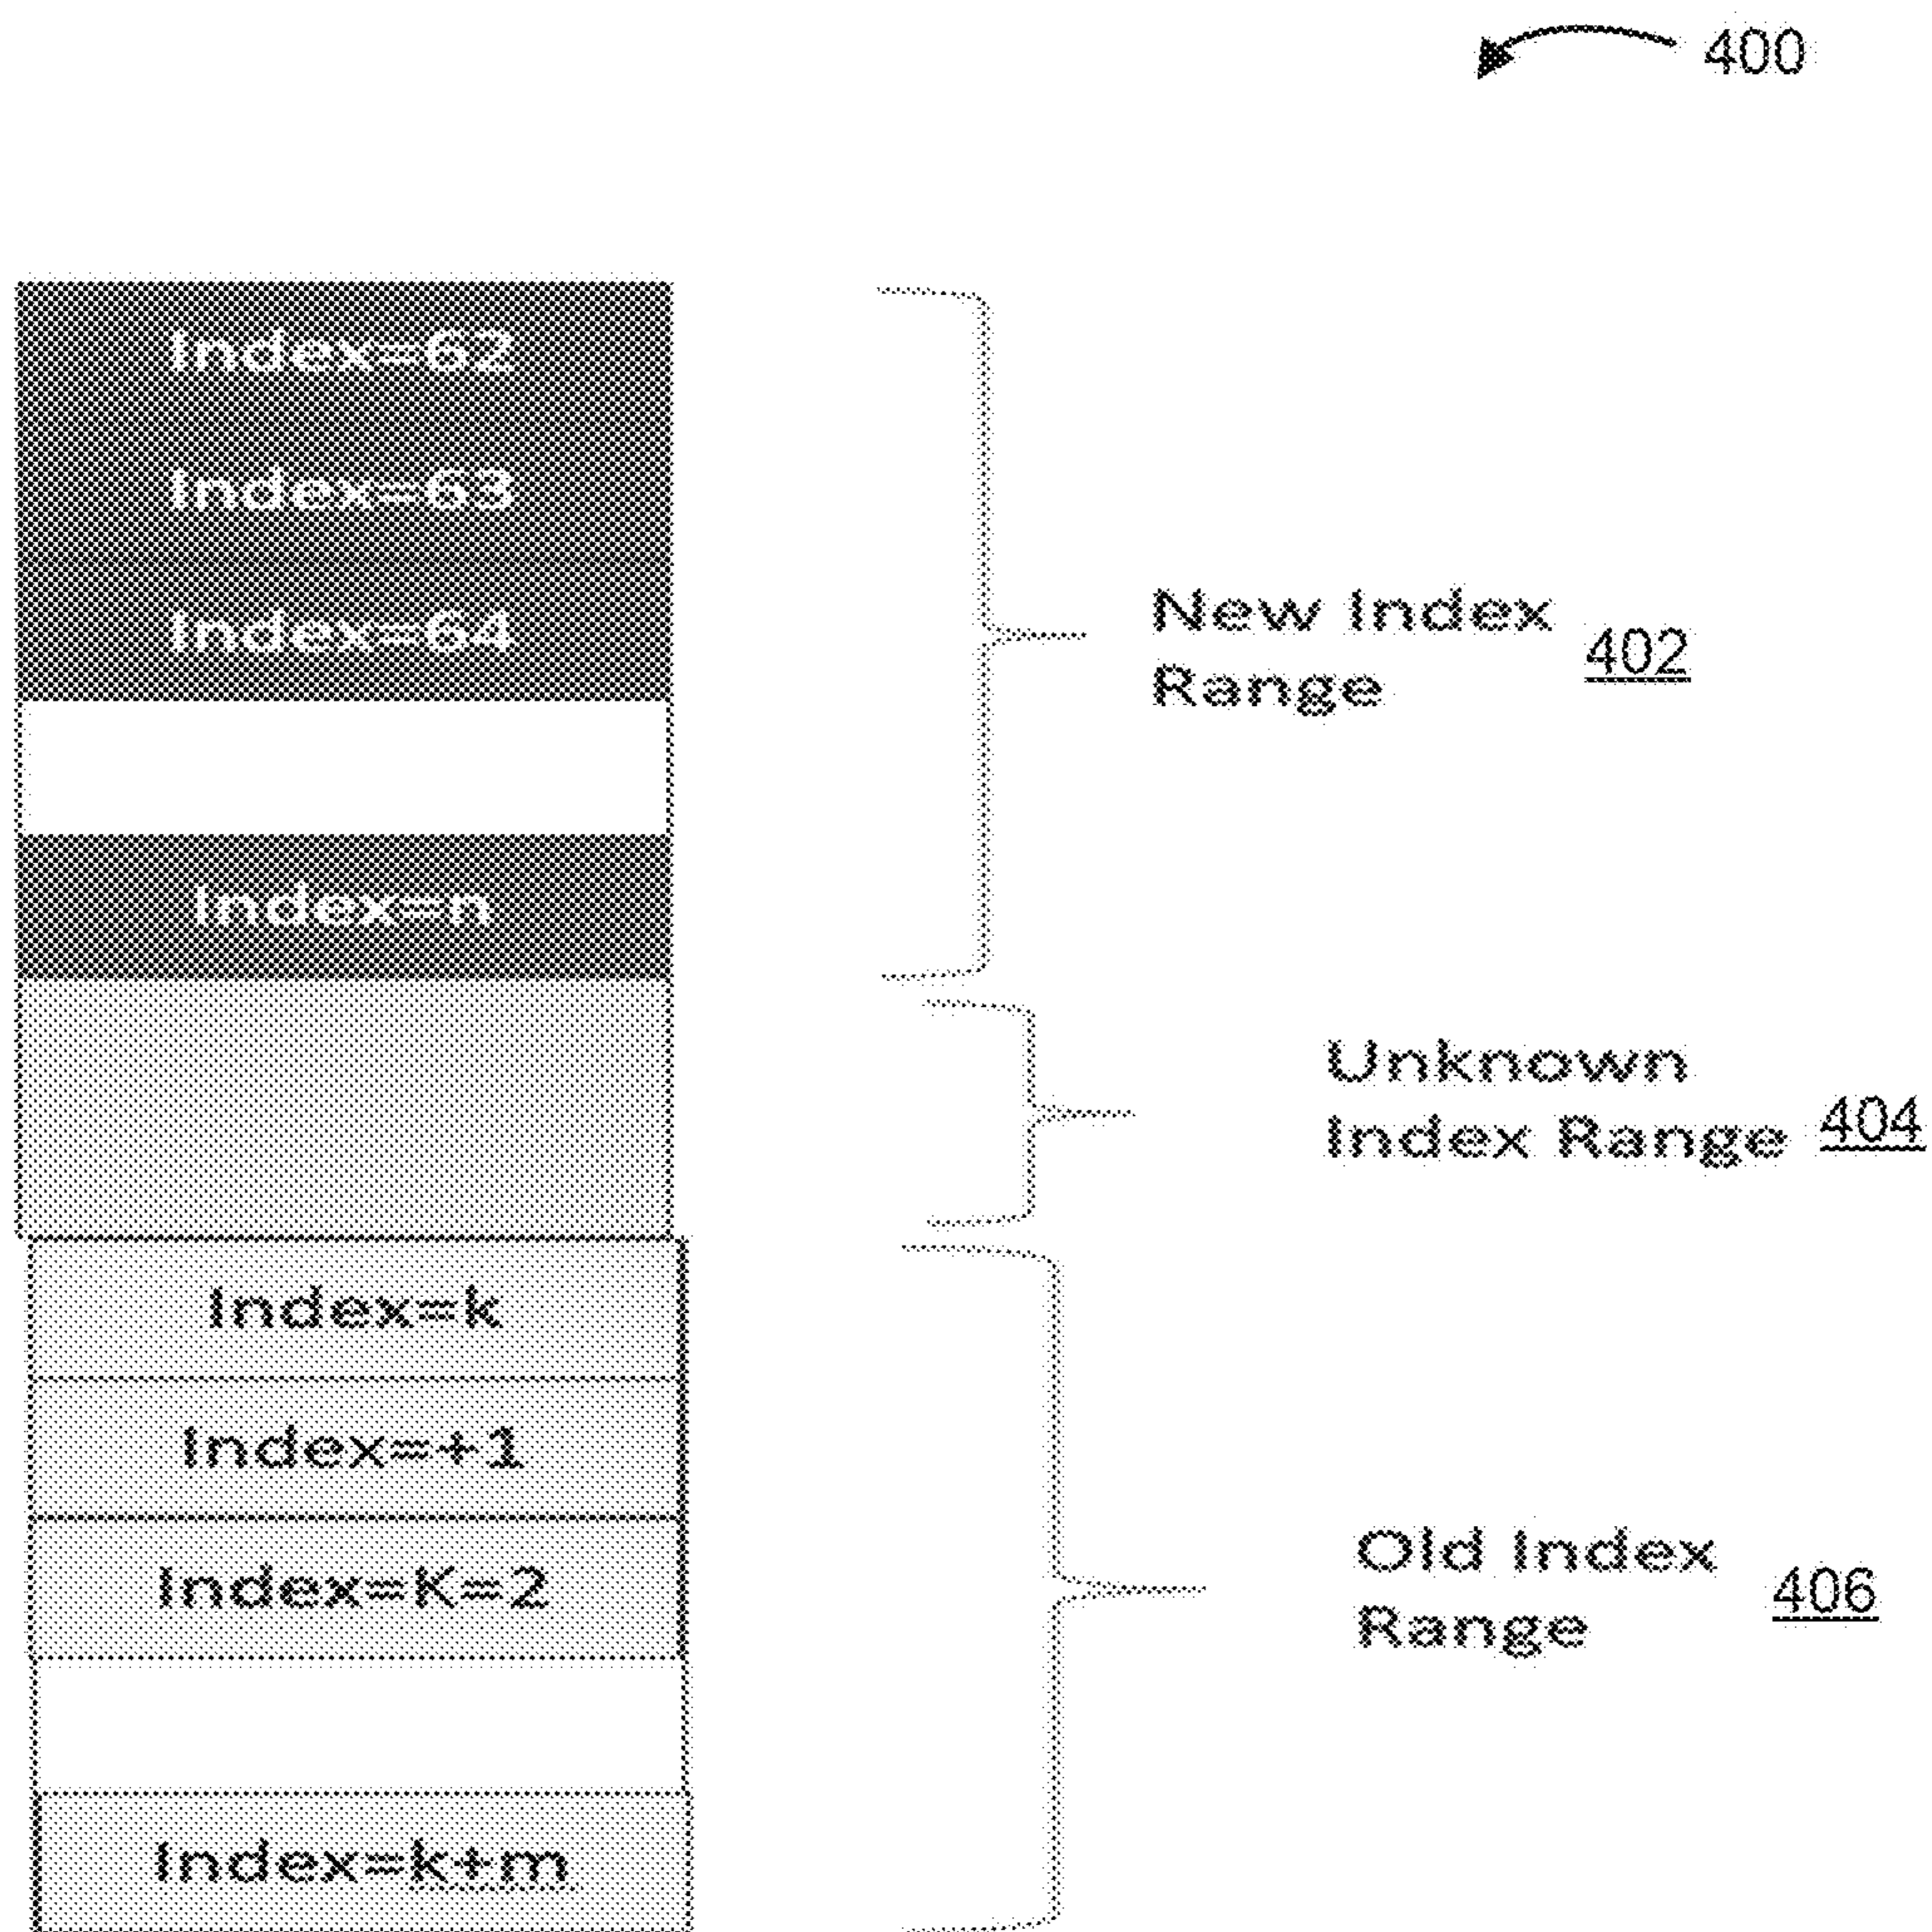 400
Index=62
Index=63
Index=64
New Index
Range 402
Index=n
Unknown
Index Range 404
Index=k
Index=+1
Index=K=2
Old Index
Range 406
Index=k+m